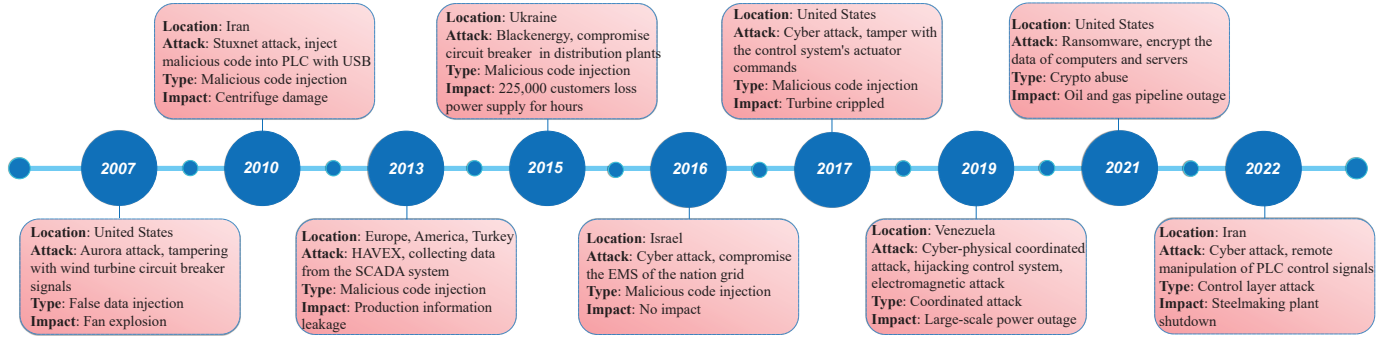 Location: Iran
Attack: Stuxnet attack, inject
malicious code into PLC with USB
Type: Malicious code injection
Impact: Centrifuge damage
Location: Ukraine
Attack: Blackenergy, compromise
circuit breaker in distribution plants
Type: Malicious code injection
Impact: 225,000 customers loss
power supply for hours
Location: United States
Attack: Cyber attack, tamper with
the control system's actuator
commands
Type: Malicious code injection
Impact: Turbine crippled
Location: United States
Attack: Ransomware, encrypt the
data of computers and servers
Type: Crypto abuse
Impact: Oil and gas pipeline outage
2007
2010
2013
2015
2016
2017
2019
2021
2022
Location: United States
Attack: Aurora attack, tampering
with wind turbine circuit breaker
signals
Type: False data injection
Impact: Fan explosion
Location: Europe, America, Turkey
Attack: HAVEX, collecting data
from the SCADA system
Type: Malicious code injection
Impact: Production information
leakage
Location: Israel
Attack: Cyber attack, compromise
the EMS of the nation grid
Type: Malicious code injection
Impact: No impact
Location: Venezuela
Attack: Cyber-physical coordinated
attack, hijacking control system,
electromagnetic attack
Type: Coordinated attack
Impact: Large-scale power outage
Location: Iran
Attack: Cyber attack, remote
manipulation of PLC control signals
Type: Control layer attack
Impact: Steelmaking plant
shutdown